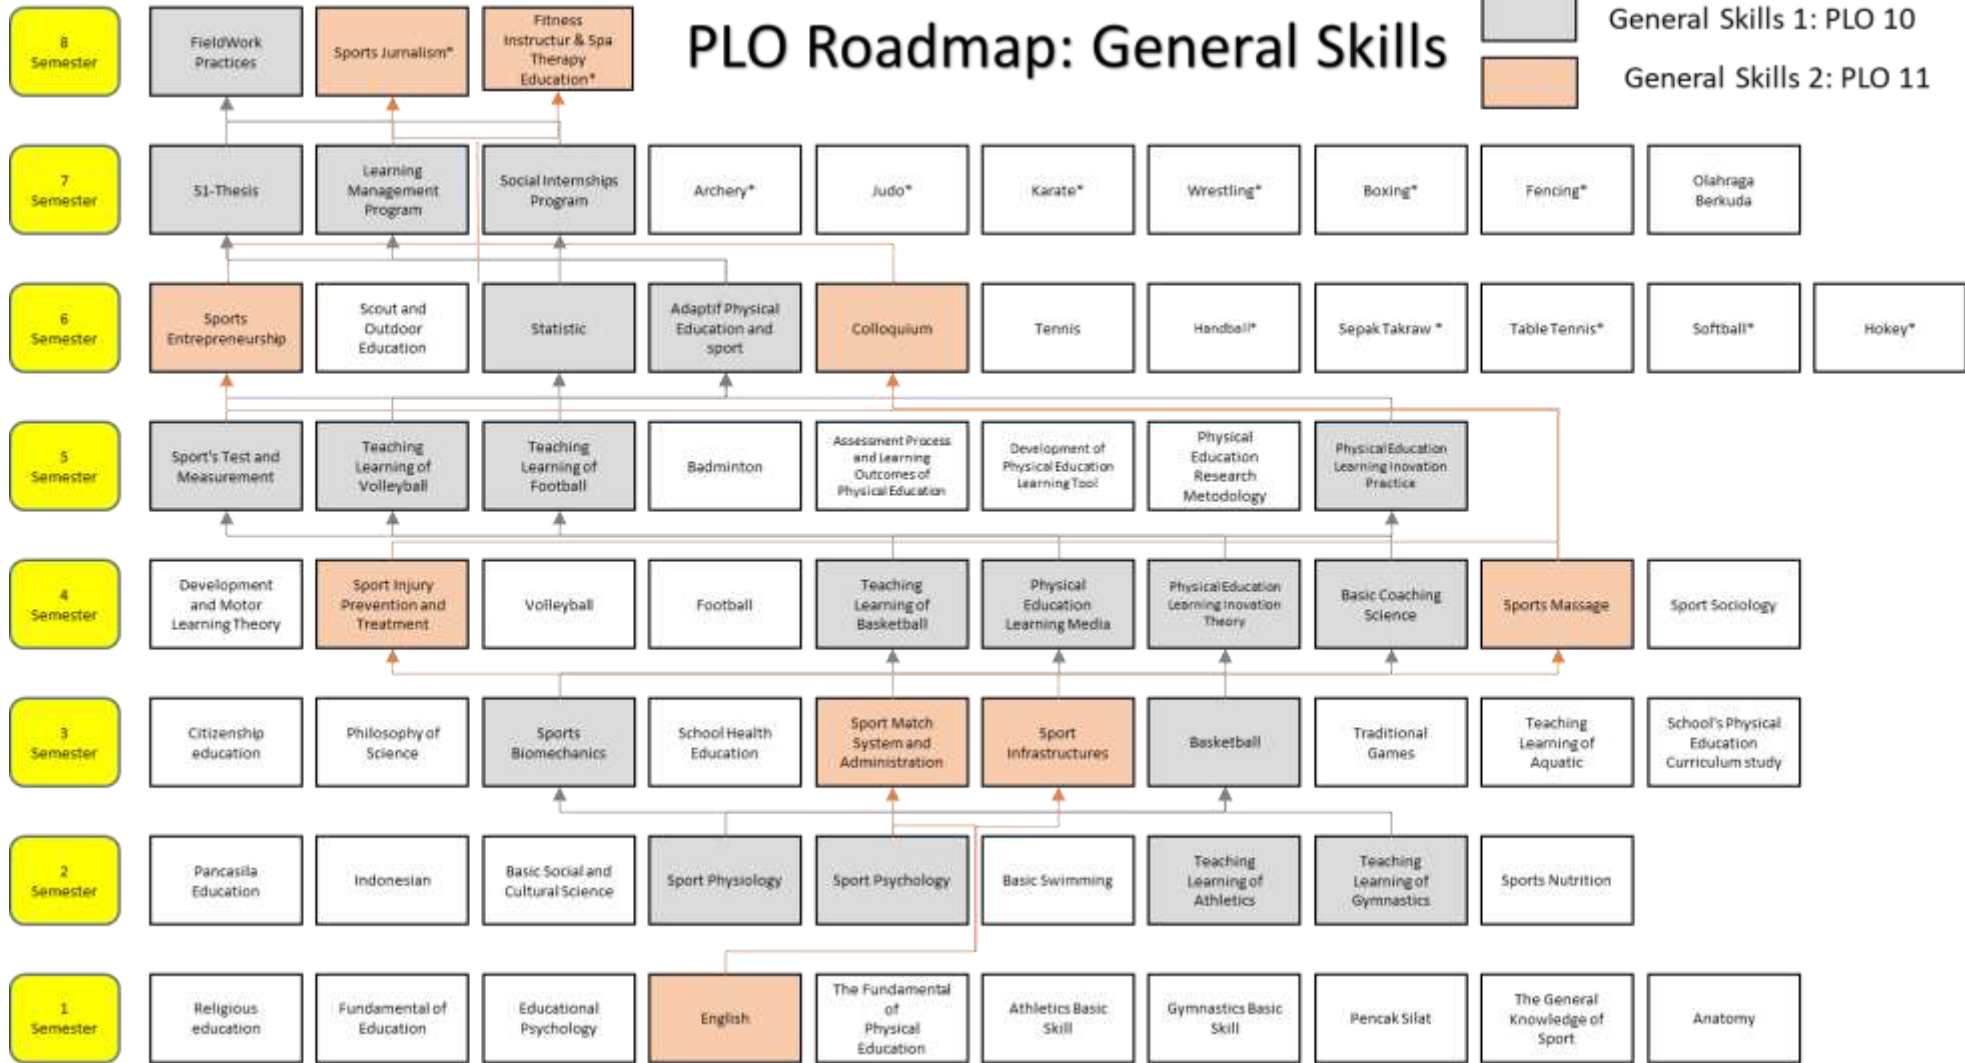 PLO Roadmap: General Skills
General Skills 1: PLO 10
General Skills 2: PLO 11
8
Semester
FieldWork
Practices
Sports Jurnalism*
Fitness
Instructur & Spa
Therapy
Education*
7
Semester
S1-Thesis
Learning
Management
Program
Social Internships
Program
Archery*
Judo*
Karate*
Wrestling*
Boxing*
Fencing*
Olahraga
Berkuda
6
Semester
Sports
Entrepreneurship
Scout and
Outdoor
Education
Statistic
Adaptif Physical
Education and
sport
Colloquium
Tennis
Handball*
Sepak Takraw *
Table Tennis*
Softball*
Hokey*
5
Semester
Sport's Test and
Measurement
Teaching
Learning of
Volleyball
Teaching
Learning of
Football
Badminton
Assessment Process
and Learning
Outcomes of
Physical Education
Development of
Physical Education
Learning Tool
Physical
Education
Research
Metodology
Physical Education
Learning Inovation
Practice
4
Semester
Development
and Motor
Learning Theory
Sport Injury
Prevention and
Treatment
Volleyball
Football
Teaching
Learning of
Basketball
Physical
Education
Learning Media
Physical Education
Learning Inovation
Theory
Basic Coaching
Science
Sports Massage
Sport Sociology
3
Semester
Citizenship
education
Philosophy of
Science
Sports
Biomechanics
School Health
Education
Sport Match
System and
Administration
Sport
Infrastructures
Basketball
Traditional
Games
Teaching
Learning of
Aquatic
School's Physical
Education
Curriculum study
2
Semester
Pancasila
Education
Indonesian
Basic Social and
Cultural Science
Sport Physiology
Sport Psychology
Basic Swimming
Teaching
Learning of
Athletics
Teaching
Learning of
Gymnastics
Sports Nutrition
1
Semester
Religious
education
Fundamental of
Education
Educational
Psychology
English
The Fundamental
of
Physical
Education
Athletics Basic
Skill
Gymnastics Basic
Skill
Pencak Silat
The General
Knowledge of
Sport
Anatomy